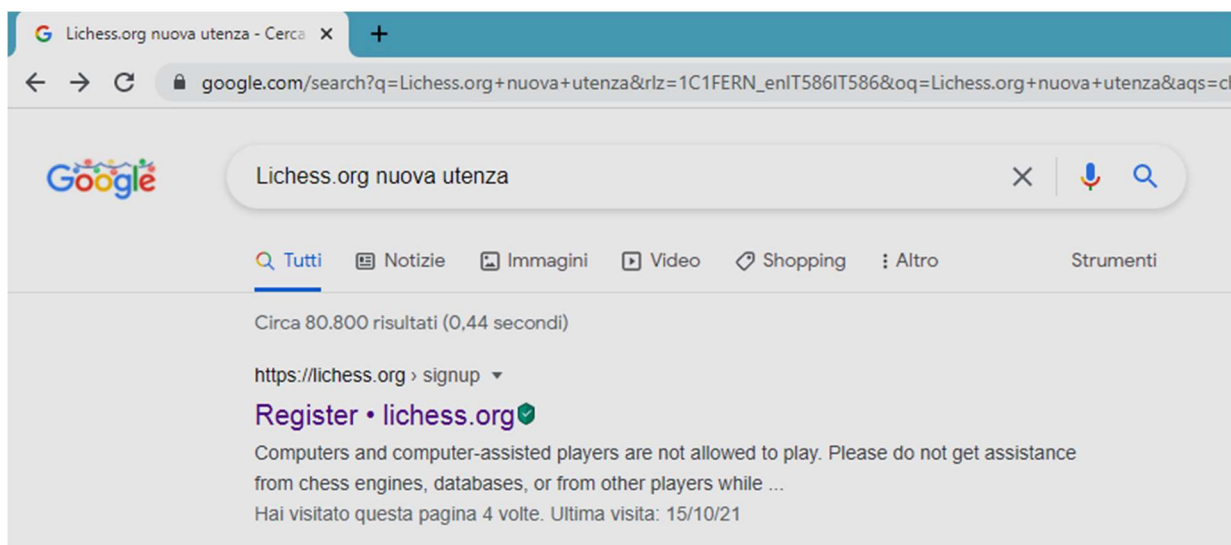 Lichess.org nuova utenza - Cerca
google.com/search?q=Lichess.org+nuova+utenza&rlz=1C1FERN_enIT586IT586&oq=Lichess.org+nuova+utenza&aqs=cl
Google
Lichess.org nuova utenza
Tutti Notizie Immagini Video Shopping Altro Strumenti
Circa 80.800 risultati (0,44 secondi)
https://lichess.org › signup
Register • lichess.org
Computers and computer-assisted players are not allowed to play. Please do not get assistance
from chess engines, databases, or from other players while ...
Hai visitato questa pagina 4 volte. Ultima visita: 15/10/21